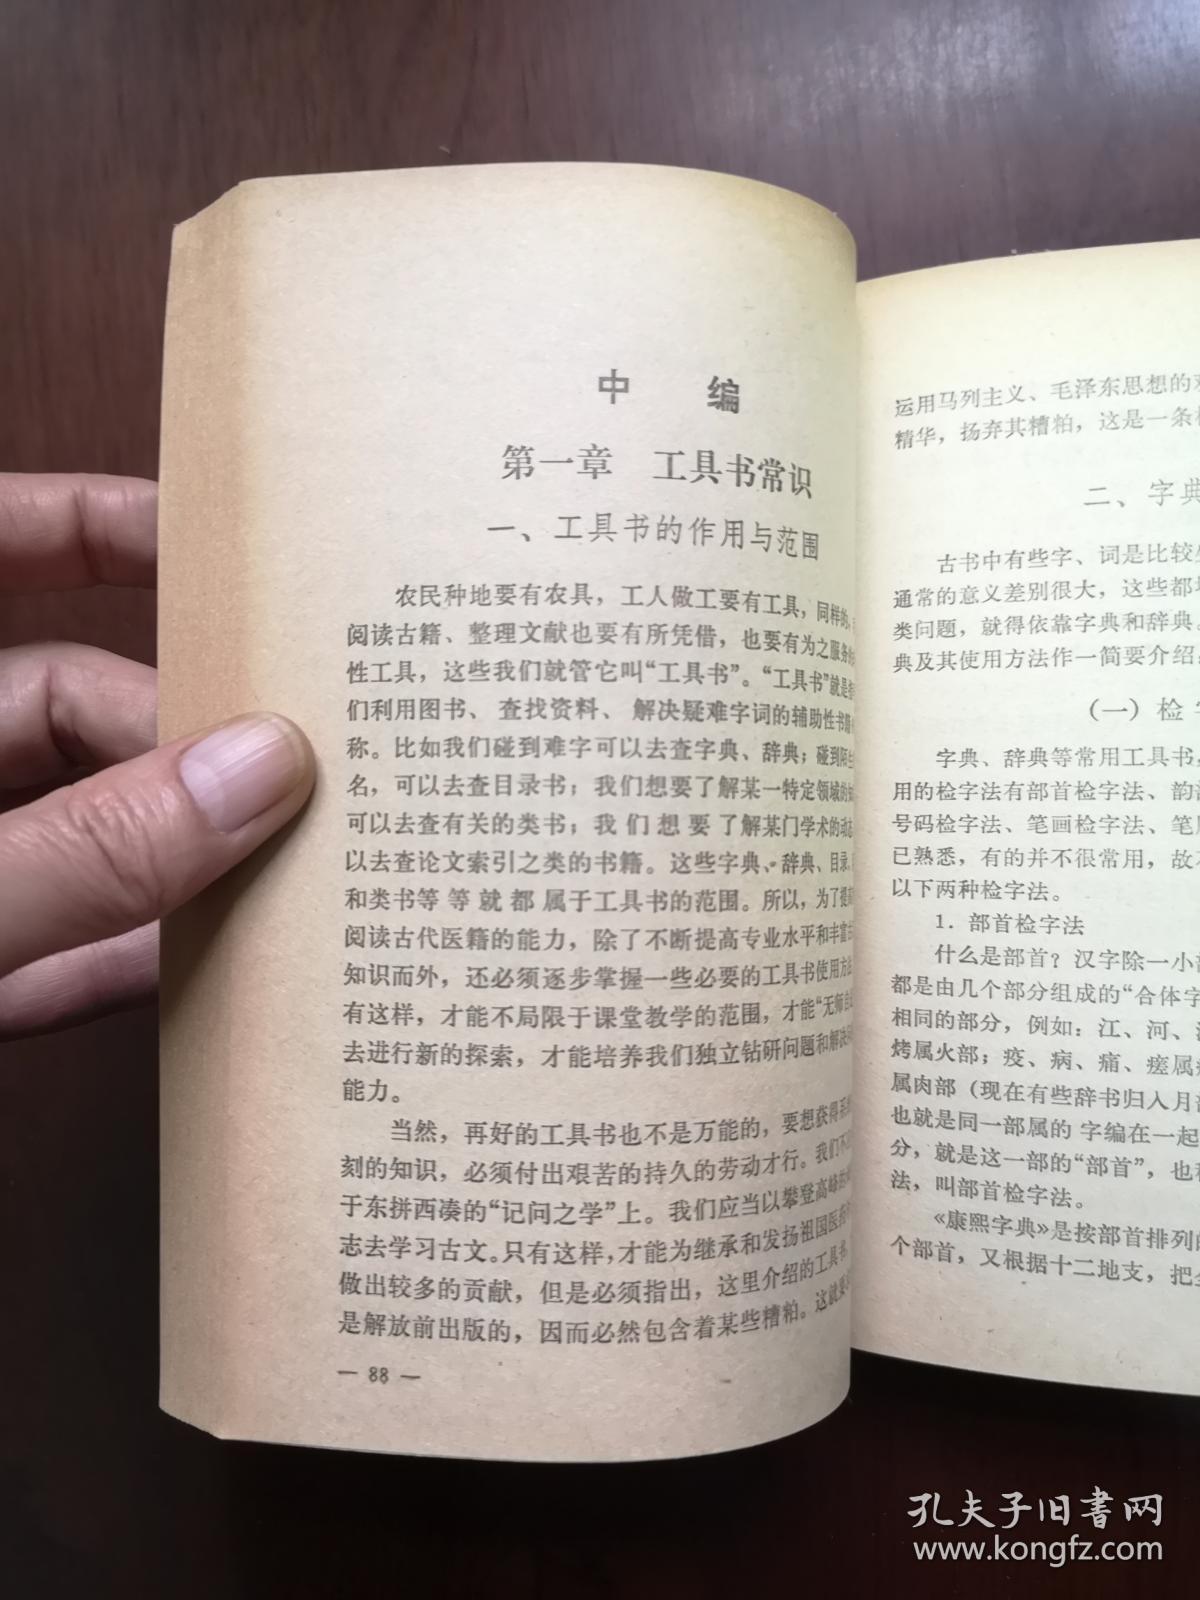 中 编
第一章 工具书常识
一、工具书的作用与范围
农民种地要有农具，工人做工要有工具，同样的，
阅读古籍、整理文献也要有所凭借，也要有为之服务的
性工具，这些我们就管它叫“工具书”。“工具书”就是
们利用图书、查找资料、解决疑难字词的辅助性书籍
称。比如我们碰到难字可以去查字典、辞典；碰到陌生
名，可以去查目录书；我们想要了解某一特定领域的
可以去查有关的类书；我们想要了解某门学术的动态
以去查论文索引之类的书籍。这些字典、辞典、目录、
和类书等等就都属于工具书的范围。所以，为了提高
阅读古代医籍的能力，除了不断提高专业水平和丰富
知识而外，还必须逐步掌握一些必要的工具书使用方法
有这样，才能不局限于课堂教学的范围，才能“无师自
去进行新的探索，才能培养我们独立钻研问题和解决
能力。
当然，再好的工具书也不是万能的，要想获得
刻的知识，必须付出艰苦的持久的劳动才行。我们不
于东拼西凑的“记问之学”上。我们应当以攀登高峰的
志去学习古文。只有这样，才能为继承和发扬祖国医
做出较多的贡献，但是必须指出，这里介绍的工具书，
是解放前出版的，因而必然包含着某些糟粕。这就要
— 88 —
运用马列主义、毛泽东思想的
精华，扬弃其糟粕，这是一条
二、字典
古书中有些字、词是比较
通常的意义差别很大，这些都
类问题，就得依靠字典和辞典。
典及其使用方法作一简要介绍
（一）检
字典、辞典等常用工具书，
用的检字法有部首检字法、韵
号码检字法、笔画检字法、笔
已熟悉，有的并不很常用，故
以下两种检字法。
1．部首检字法
什么是部首？汉字除一小
都是由几个部分组成的“合体字
相同的部分，例如：江、河、
烤属火部；疫、病、痛、瘥属
属肉部（现在有些辞书归入月
也就是同一部属的字编在一起
分，就是这一部的“部首”，也
法，叫部首检字法。
《康熙字典》是按部首排列的
个部首，又根据十二地支，把
孔夫子旧书网
www.kongfz.com